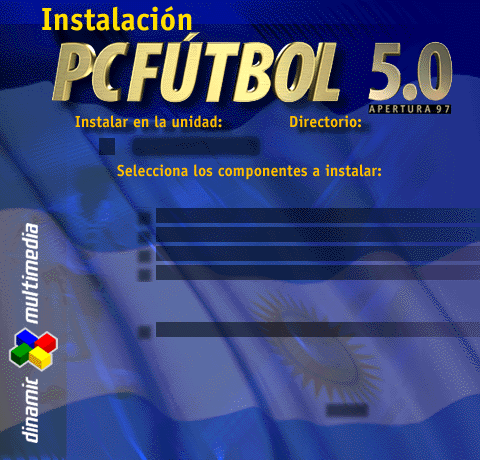 Instalación
PC FÚTBOL 5.0
APERTURA 97
Instalar en la unidad: Directorio:
Selecciona los componentes a instalar:
dinamic multimedia